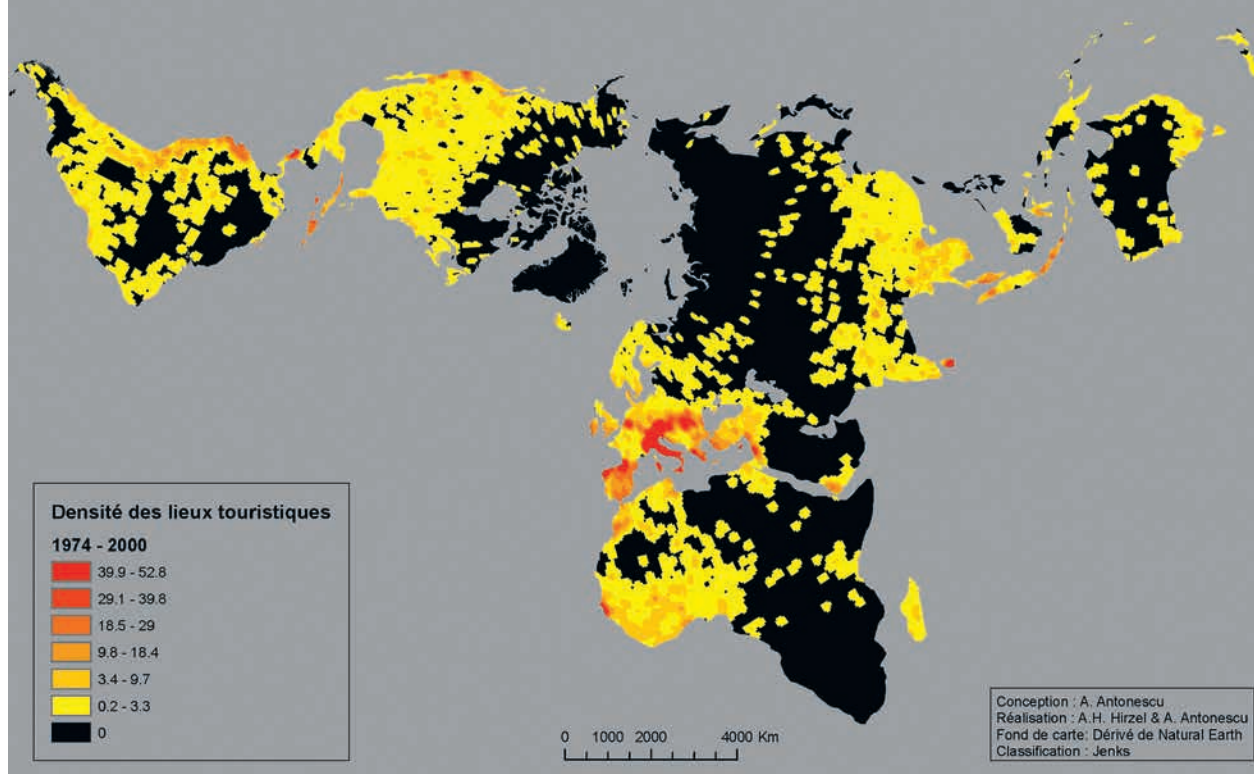 Densité des lieux touristiques
1974 - 2000
39.9 - 52.8
29.1 - 39.8
18.5 - 29
9.8 - 18.4
3.4 - 9.7
0.2 - 3.3
0
0 1000 2000 4000 Km
Conception : A. Antonescu
Réalisation : A.H. Hirzel & A. Antonescu
Fond de carte: Dérivé de Natural Earth
Classification : Jenks